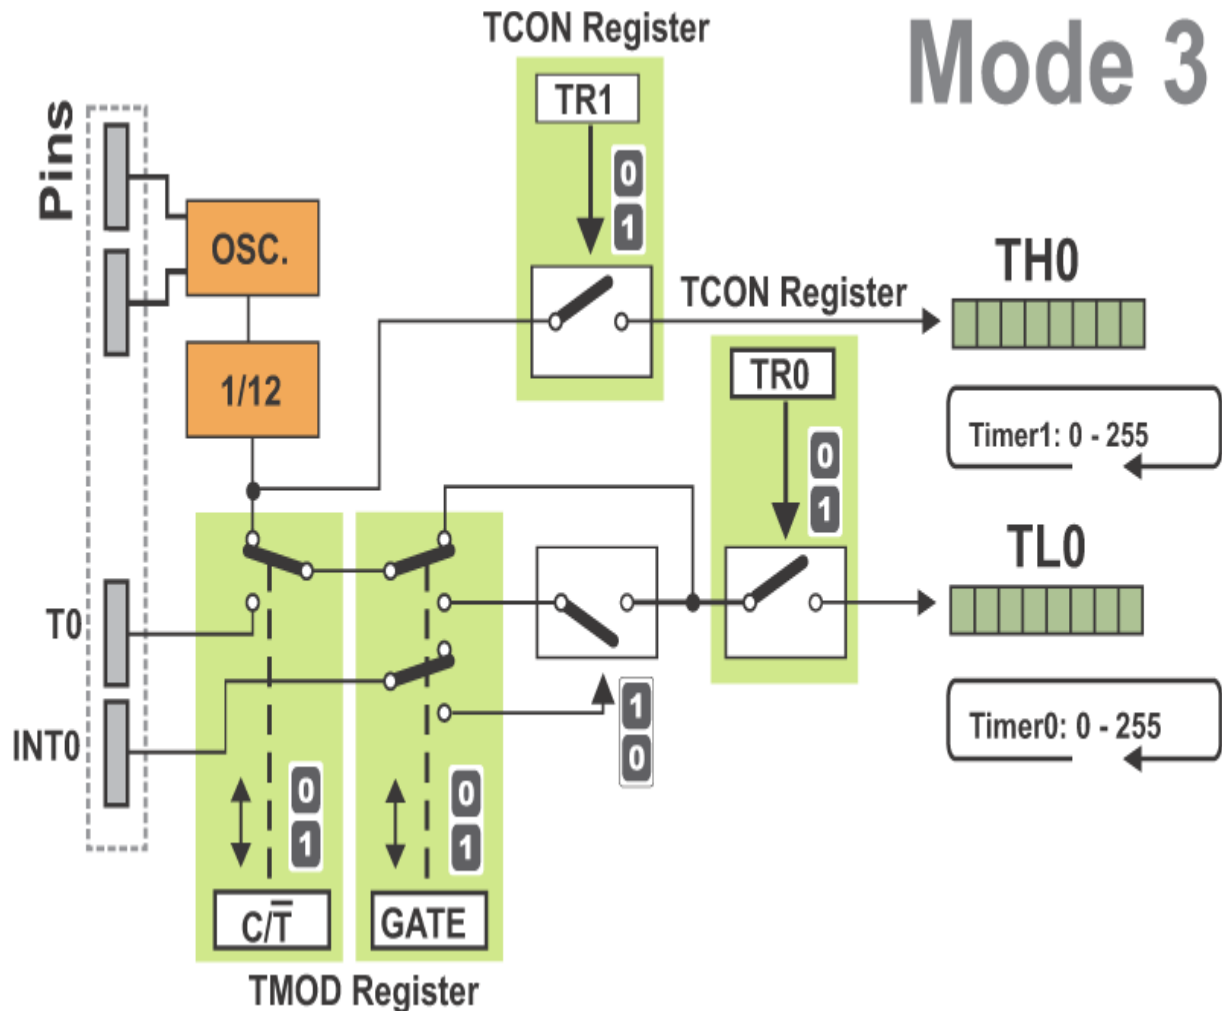 TCON Register
Mode 3
TR1
Pins
0
1
OSC.
TH0
TCON Register
1/12
TR0
Timer1: 0 - 255
0
1
TL0
T0
1
0
Timer0: 0 - 255
INT0
0
1
0
1
C/T̅
GATE
TMOD Register